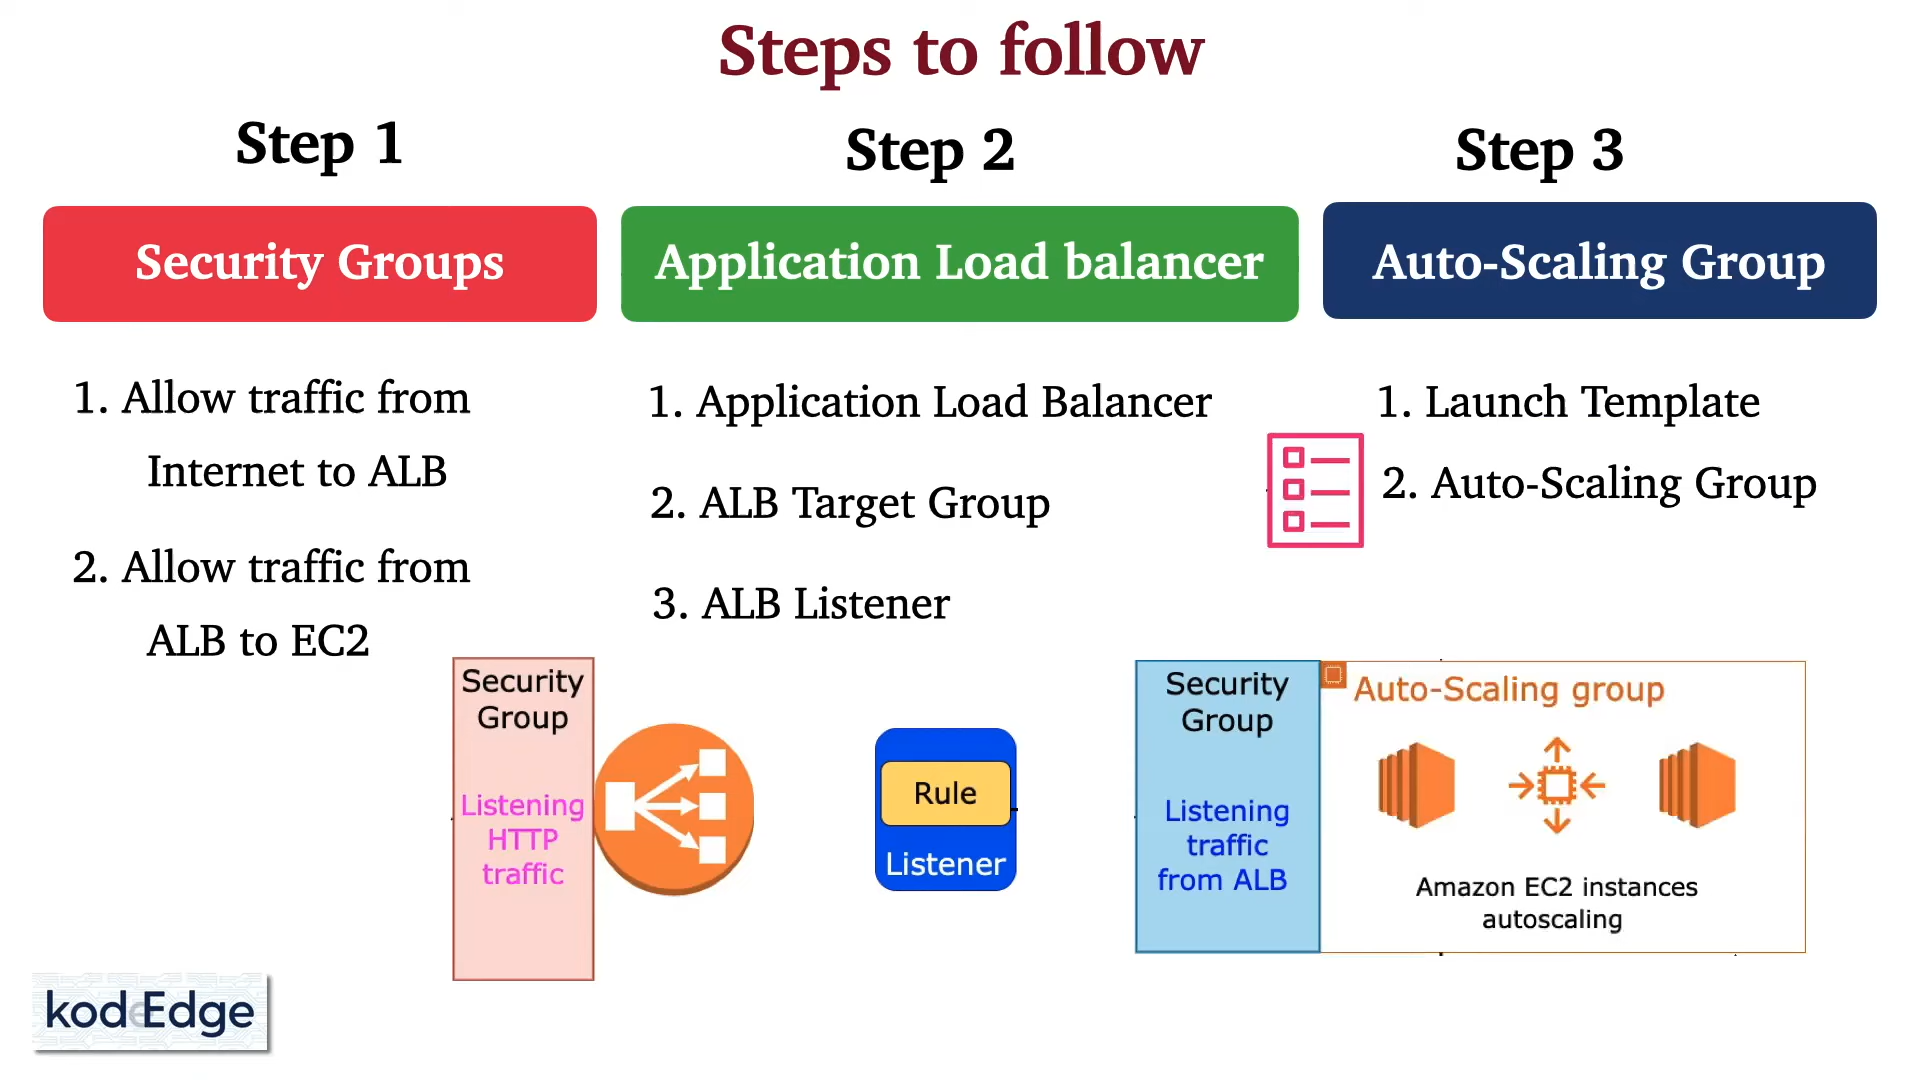 Steps to follow
Step 1
Step 2
Step 3
Security Groups
Application Load balancer
Auto-Scaling Group
1. Allow traffic from
Internet to ALB
2. Allow traffic from
ALB to EC2
1. Application Load Balancer
2. ALB Target Group
3. ALB Listener
1. Launch Template
2. Auto-Scaling Group
Security
Group
Listening
HTTP
traffic
Rule
Listener
Security
Group
Listening
traffic
from ALB
Auto-Scaling group
Amazon EC2 instances
autoscaling
kodeEdge